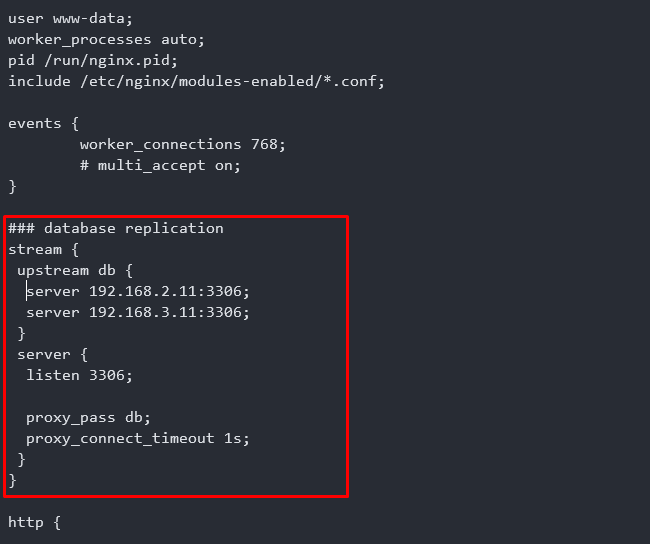 user www-data;
worker_processes auto;
pid /run/nginx.pid;
include /etc/nginx/modules-enabled/*.conf;
events {
worker_connections 768;
# multi_accept on;
}
### database replication
stream {
upstream db {
server 192.168.2.11:3306;
server 192.168.3.11:3306;
}
server {
listen 3306;
proxy_pass db;
proxy_connect_timeout 1s;
}
}
http {